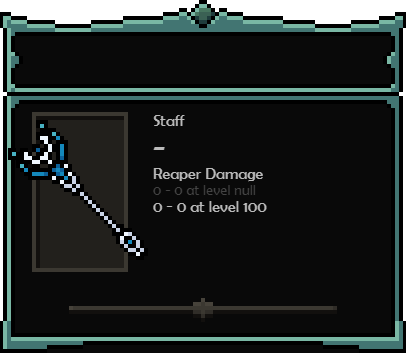 Staff
–
Reaper Damage
0 - 0 at level null
0 - 0 at level 100